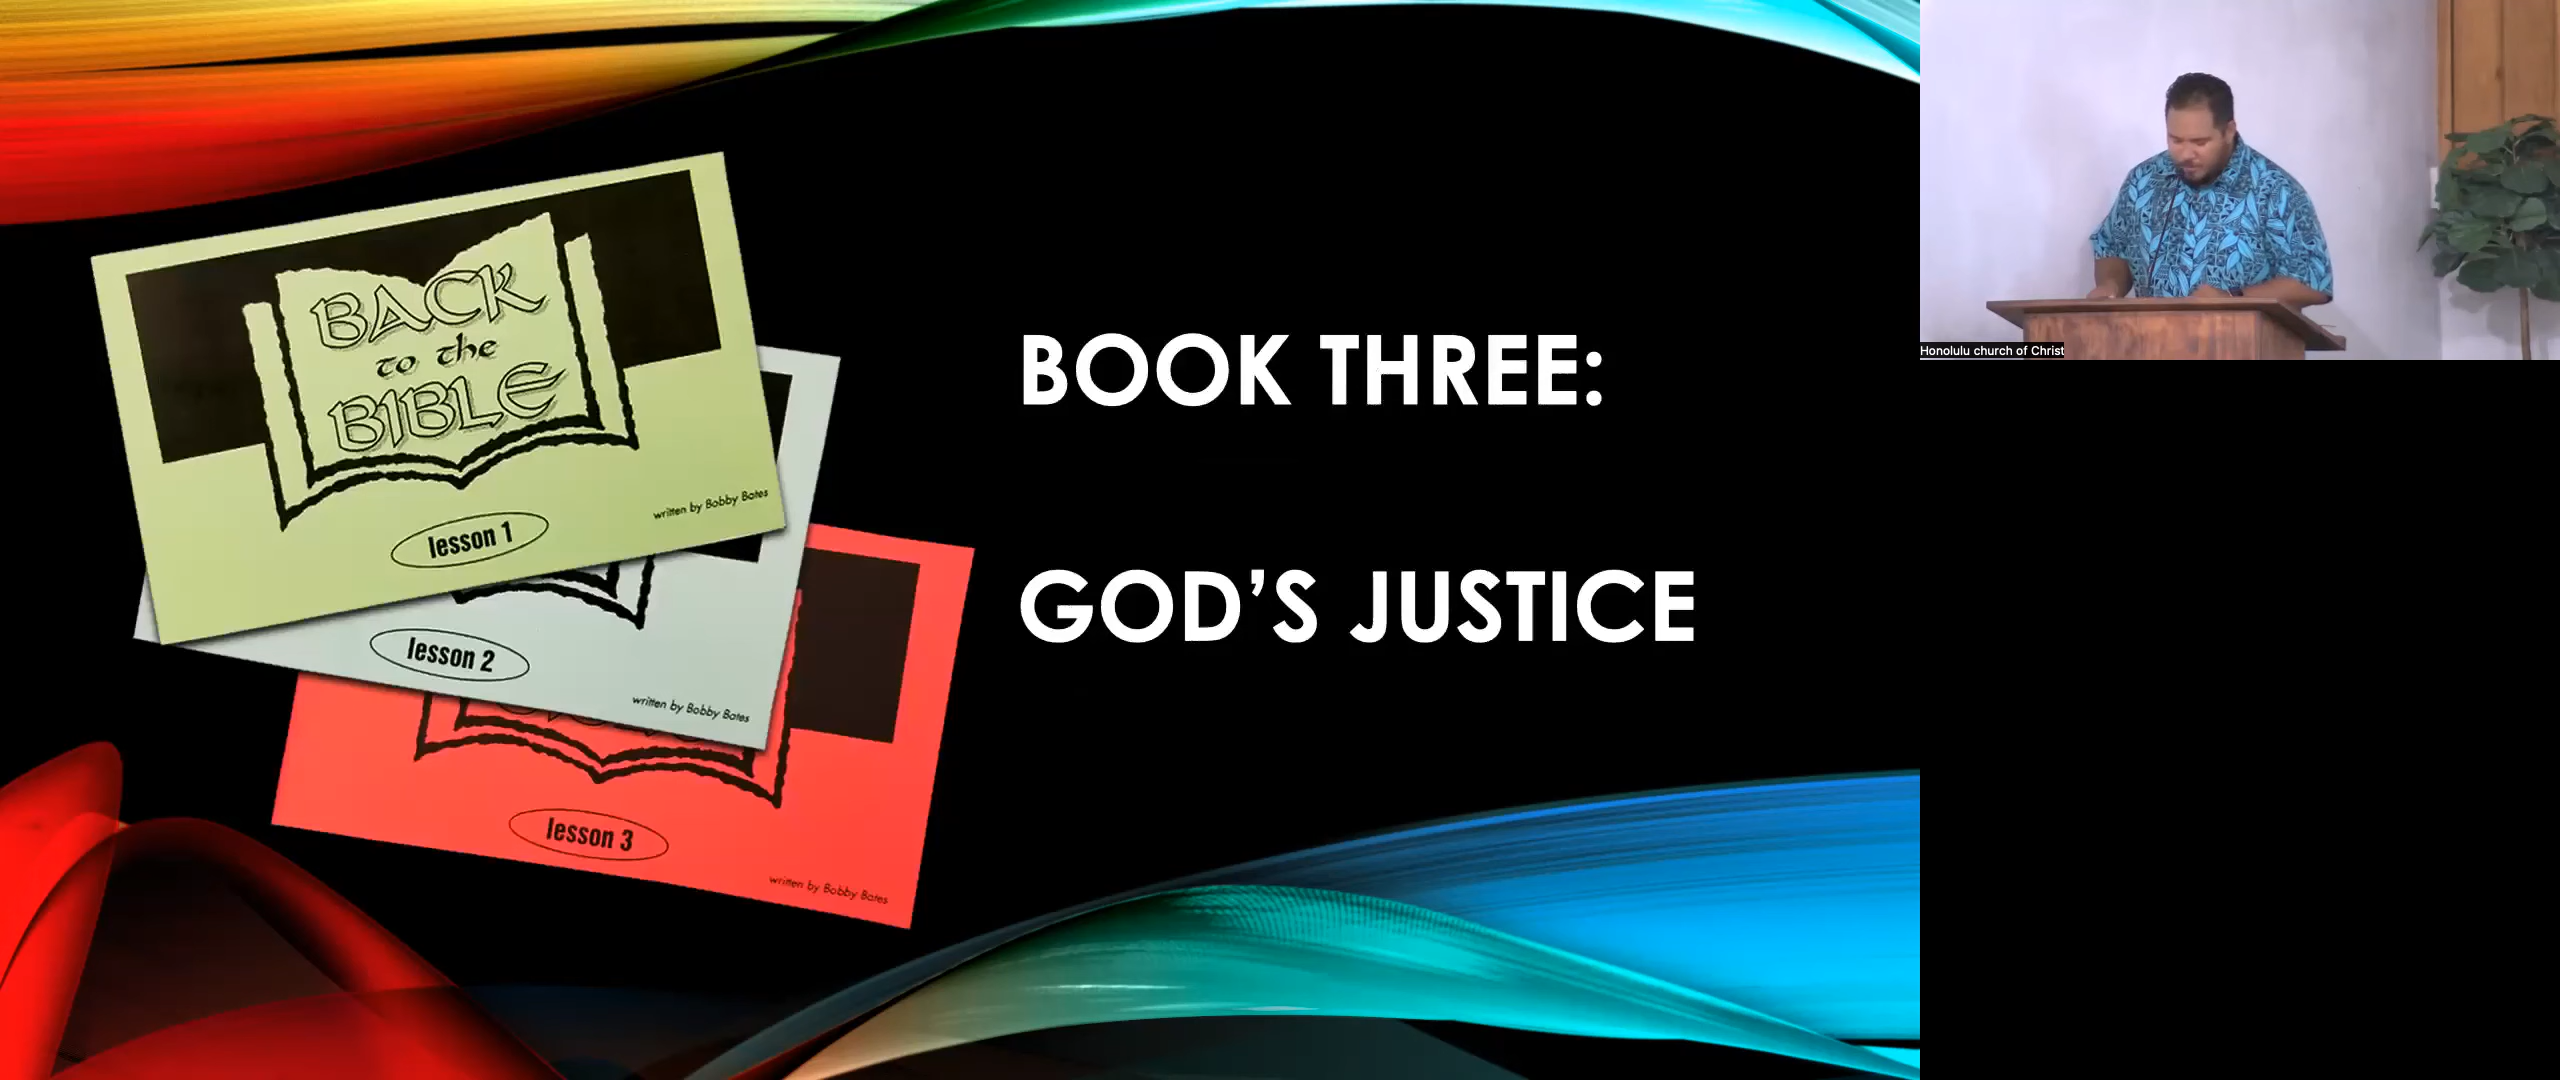 BACK
to the
BIBLE
written by Bobby Bates
lesson 1
lesson 2
written by Bobby Bates
lesson 3
written by Bobby Bates
BOOK THREE:
GOD’S JUSTICE
Honolulu church of Christ